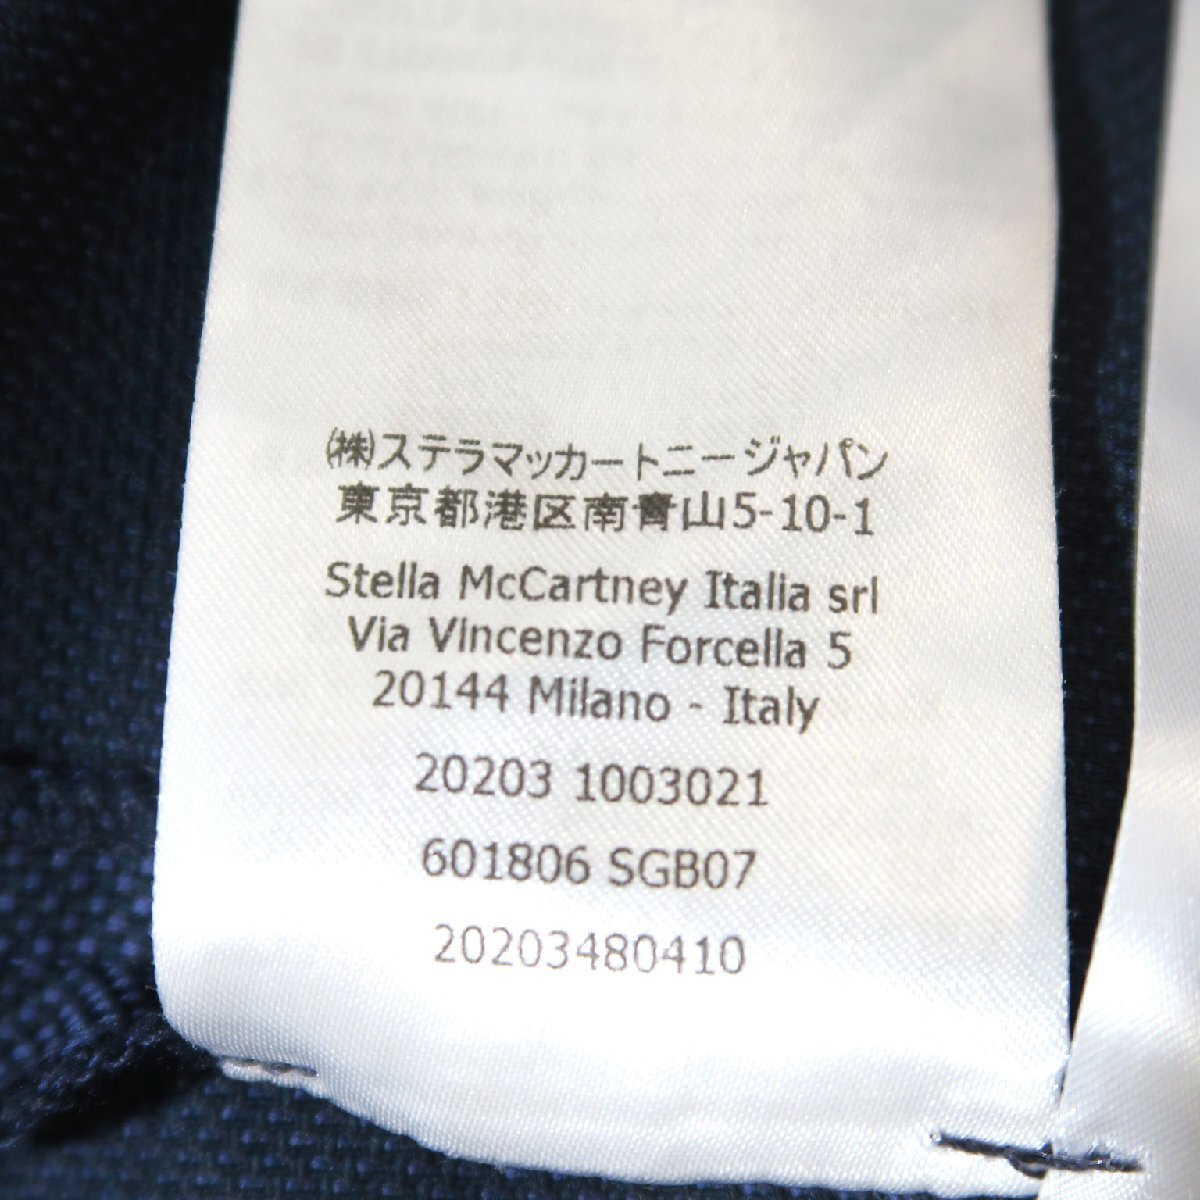 ㈱ステラマッカートニージャパン
東京都港区南青山5-10-1
Stella McCartney Italia srl
Via Vincenzo Forcella 5
20144 Milano - Italy
20203 1003021
601806 SGB07
20203480410